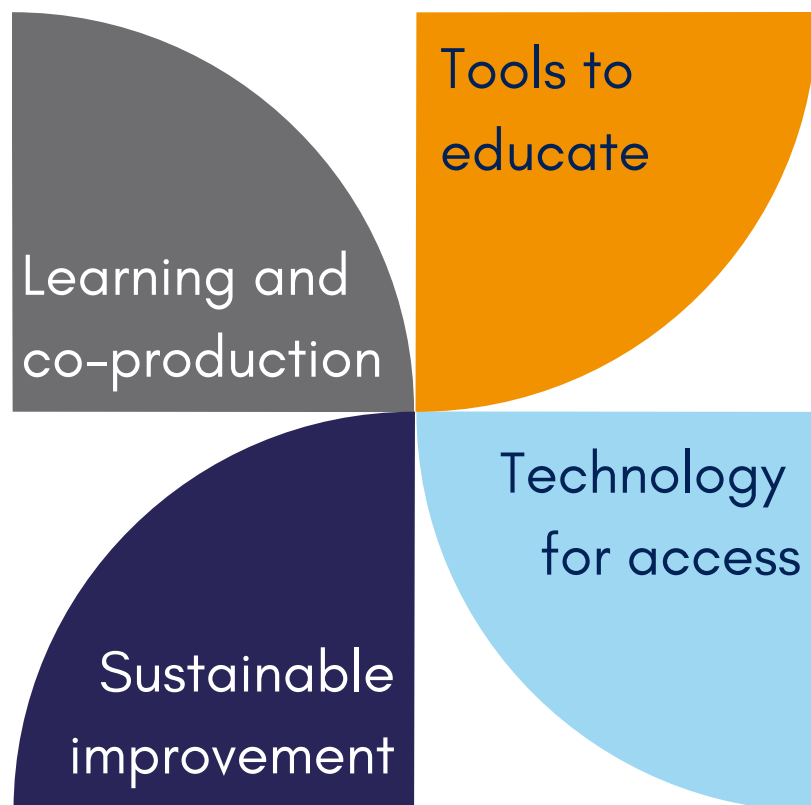 Tools to
educate
Learning and
co-production
Technology
for access
Sustainable
improvement